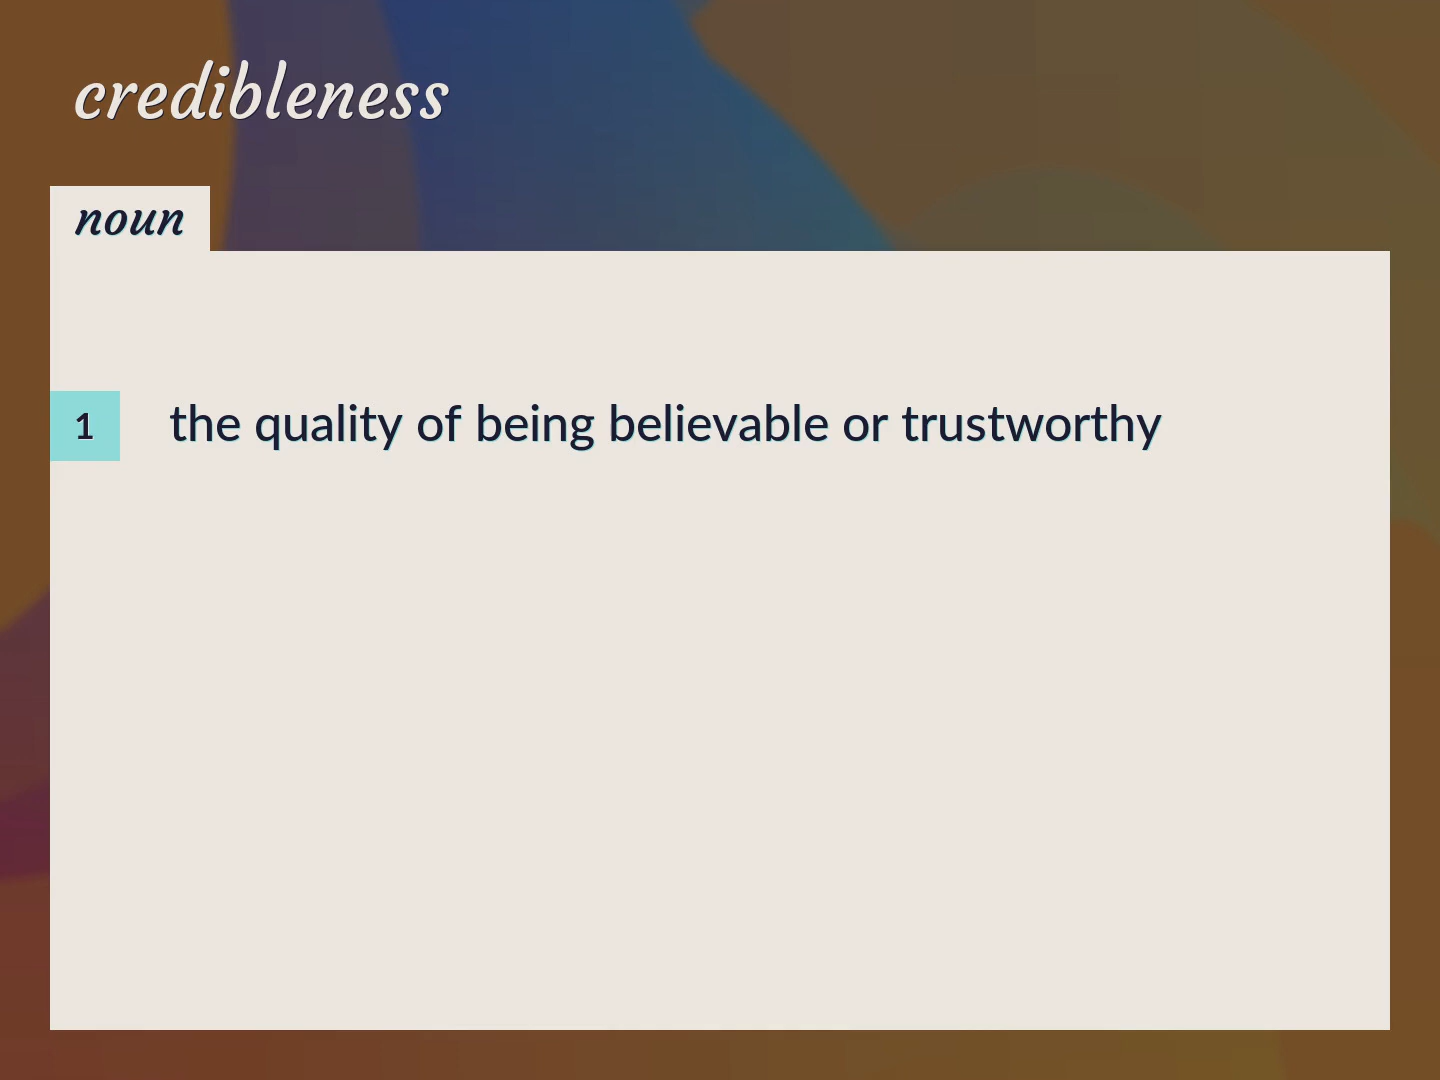 credibleness
noun
1 the quality of being believable or trustworthy